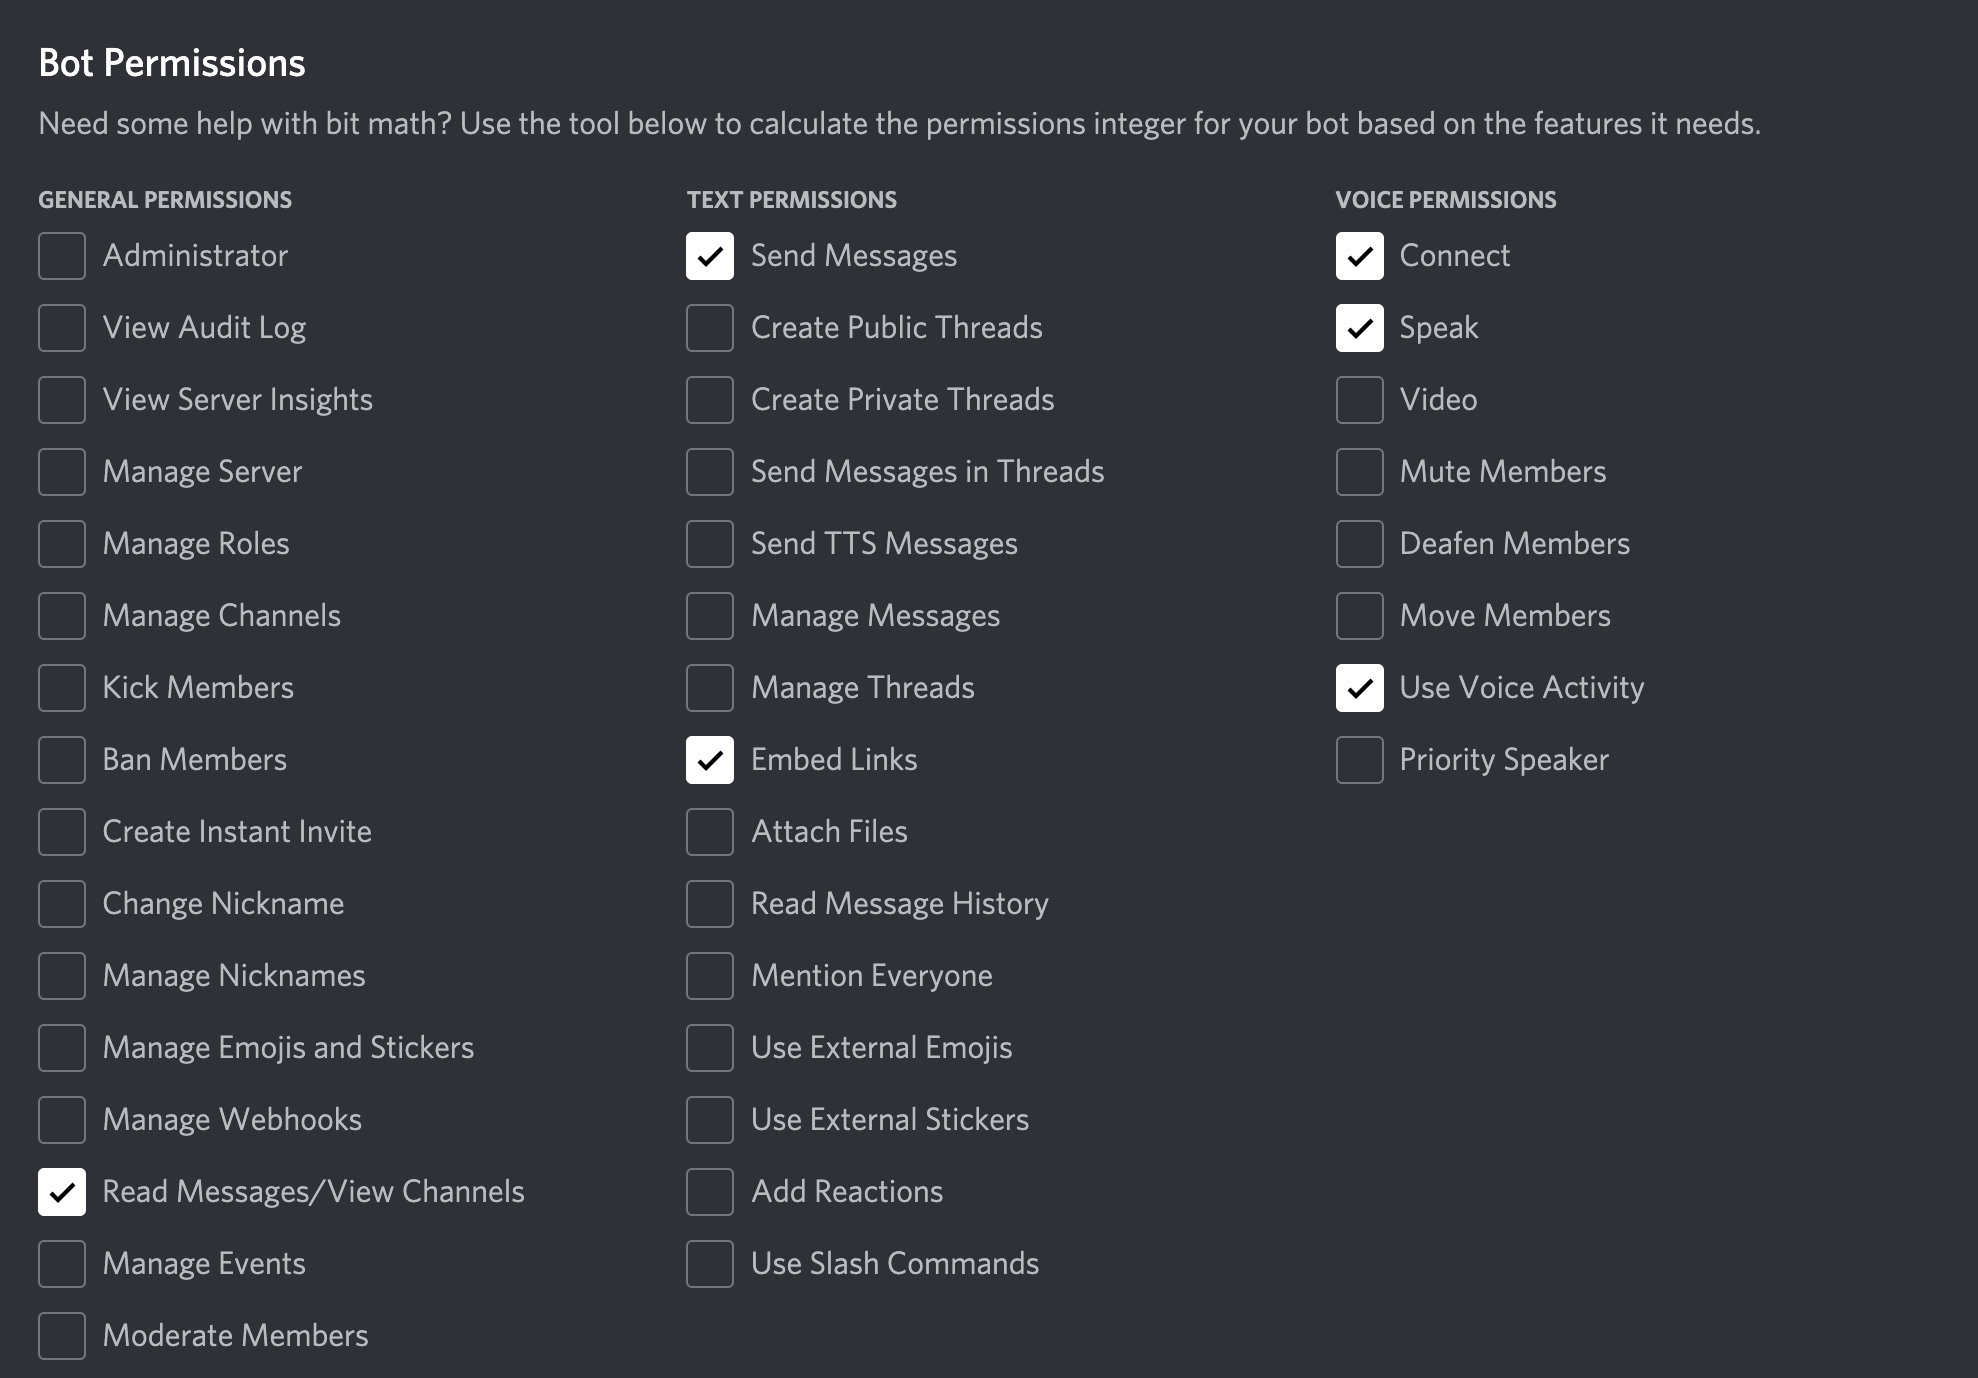 Bot Permissions
Need some help with bit math? Use the tool below to calculate the permissions integer for your bot based on the features it needs.
GENERAL PERMISSIONS
Administrator
View Audit Log
View Server Insights
Manage Server
Manage Roles
Manage Channels
Kick Members
Ban Members
Create Instant Invite
Change Nickname
Manage Nicknames
Manage Emojis and Stickers
Manage Webhooks
Read Messages/View Channels
Manage Events
Moderate Members
TEXT PERMISSIONS
Send Messages
Create Public Threads
Create Private Threads
Send Messages in Threads
Send TTS Messages
Manage Messages
Manage Threads
Embed Links
Attach Files
Read Message History
Mention Everyone
Use External Emojis
Use External Stickers
Add Reactions
Use Slash Commands
VOICE PERMISSIONS
Connect
Speak
Video
Mute Members
Deafen Members
Move Members
Use Voice Activity
Priority Speaker